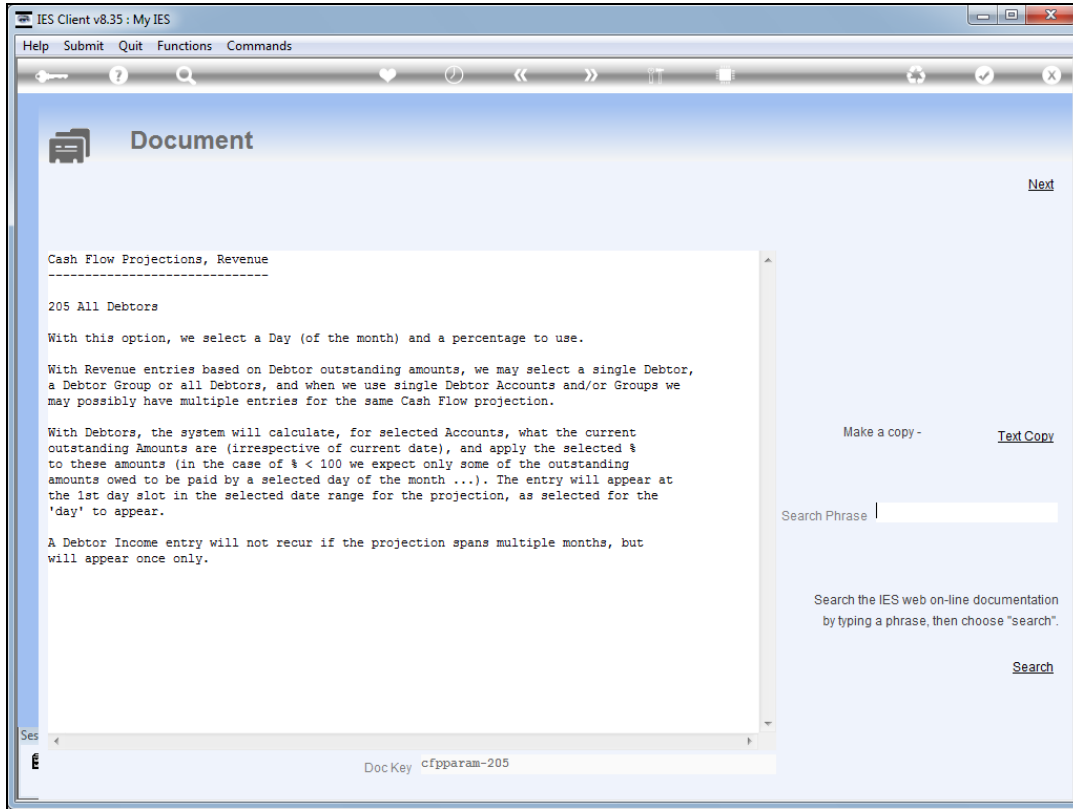 IES Client v8.35 : My IES
Help Submit Quit Functions Commands
Document
Next
Cash Flow Projections, Revenue
------------------------------
205 All Debtors
With this option, we select a Day (of the month) and a percentage to use.
With Revenue entries based on Debtor outstanding amounts, we may select a single Debtor,
a Debtor Group or all Debtors, and when we use single Debtor Accounts and/or Groups we
may possibly have multiple entries for the same Cash Flow projection.
With Debtors, the system will calculate, for selected Accounts, what the current
outstanding Amounts are (irrespective of current date), and apply the selected %
to these amounts (in the case of % < 100 we expect only some of the outstanding
amounts owed to be paid by a selected day of the month ...). The entry will appear at
the 1st day slot in the selected date range for the projection, as selected for the
'day' to appear.
A Debtor Income entry will not recur if the projection spans multiple months, but
will appear once only.
Make a copy -
Text Copy
Search Phrase
Search the IES web on-line documentation
by typing a phrase, then choose "search".
Search
Ses
Doc Key cfpparam-205